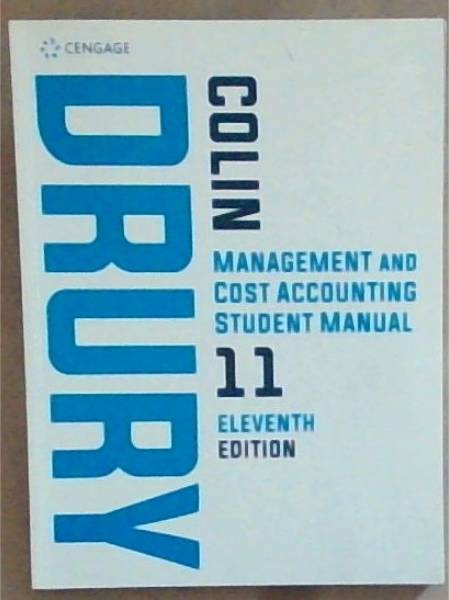 CENGAGE
COLIN
DRURY
MANAGEMENT AND
COST ACCOUNTING
STUDENT MANUAL
11
ELEVENTH
EDITION